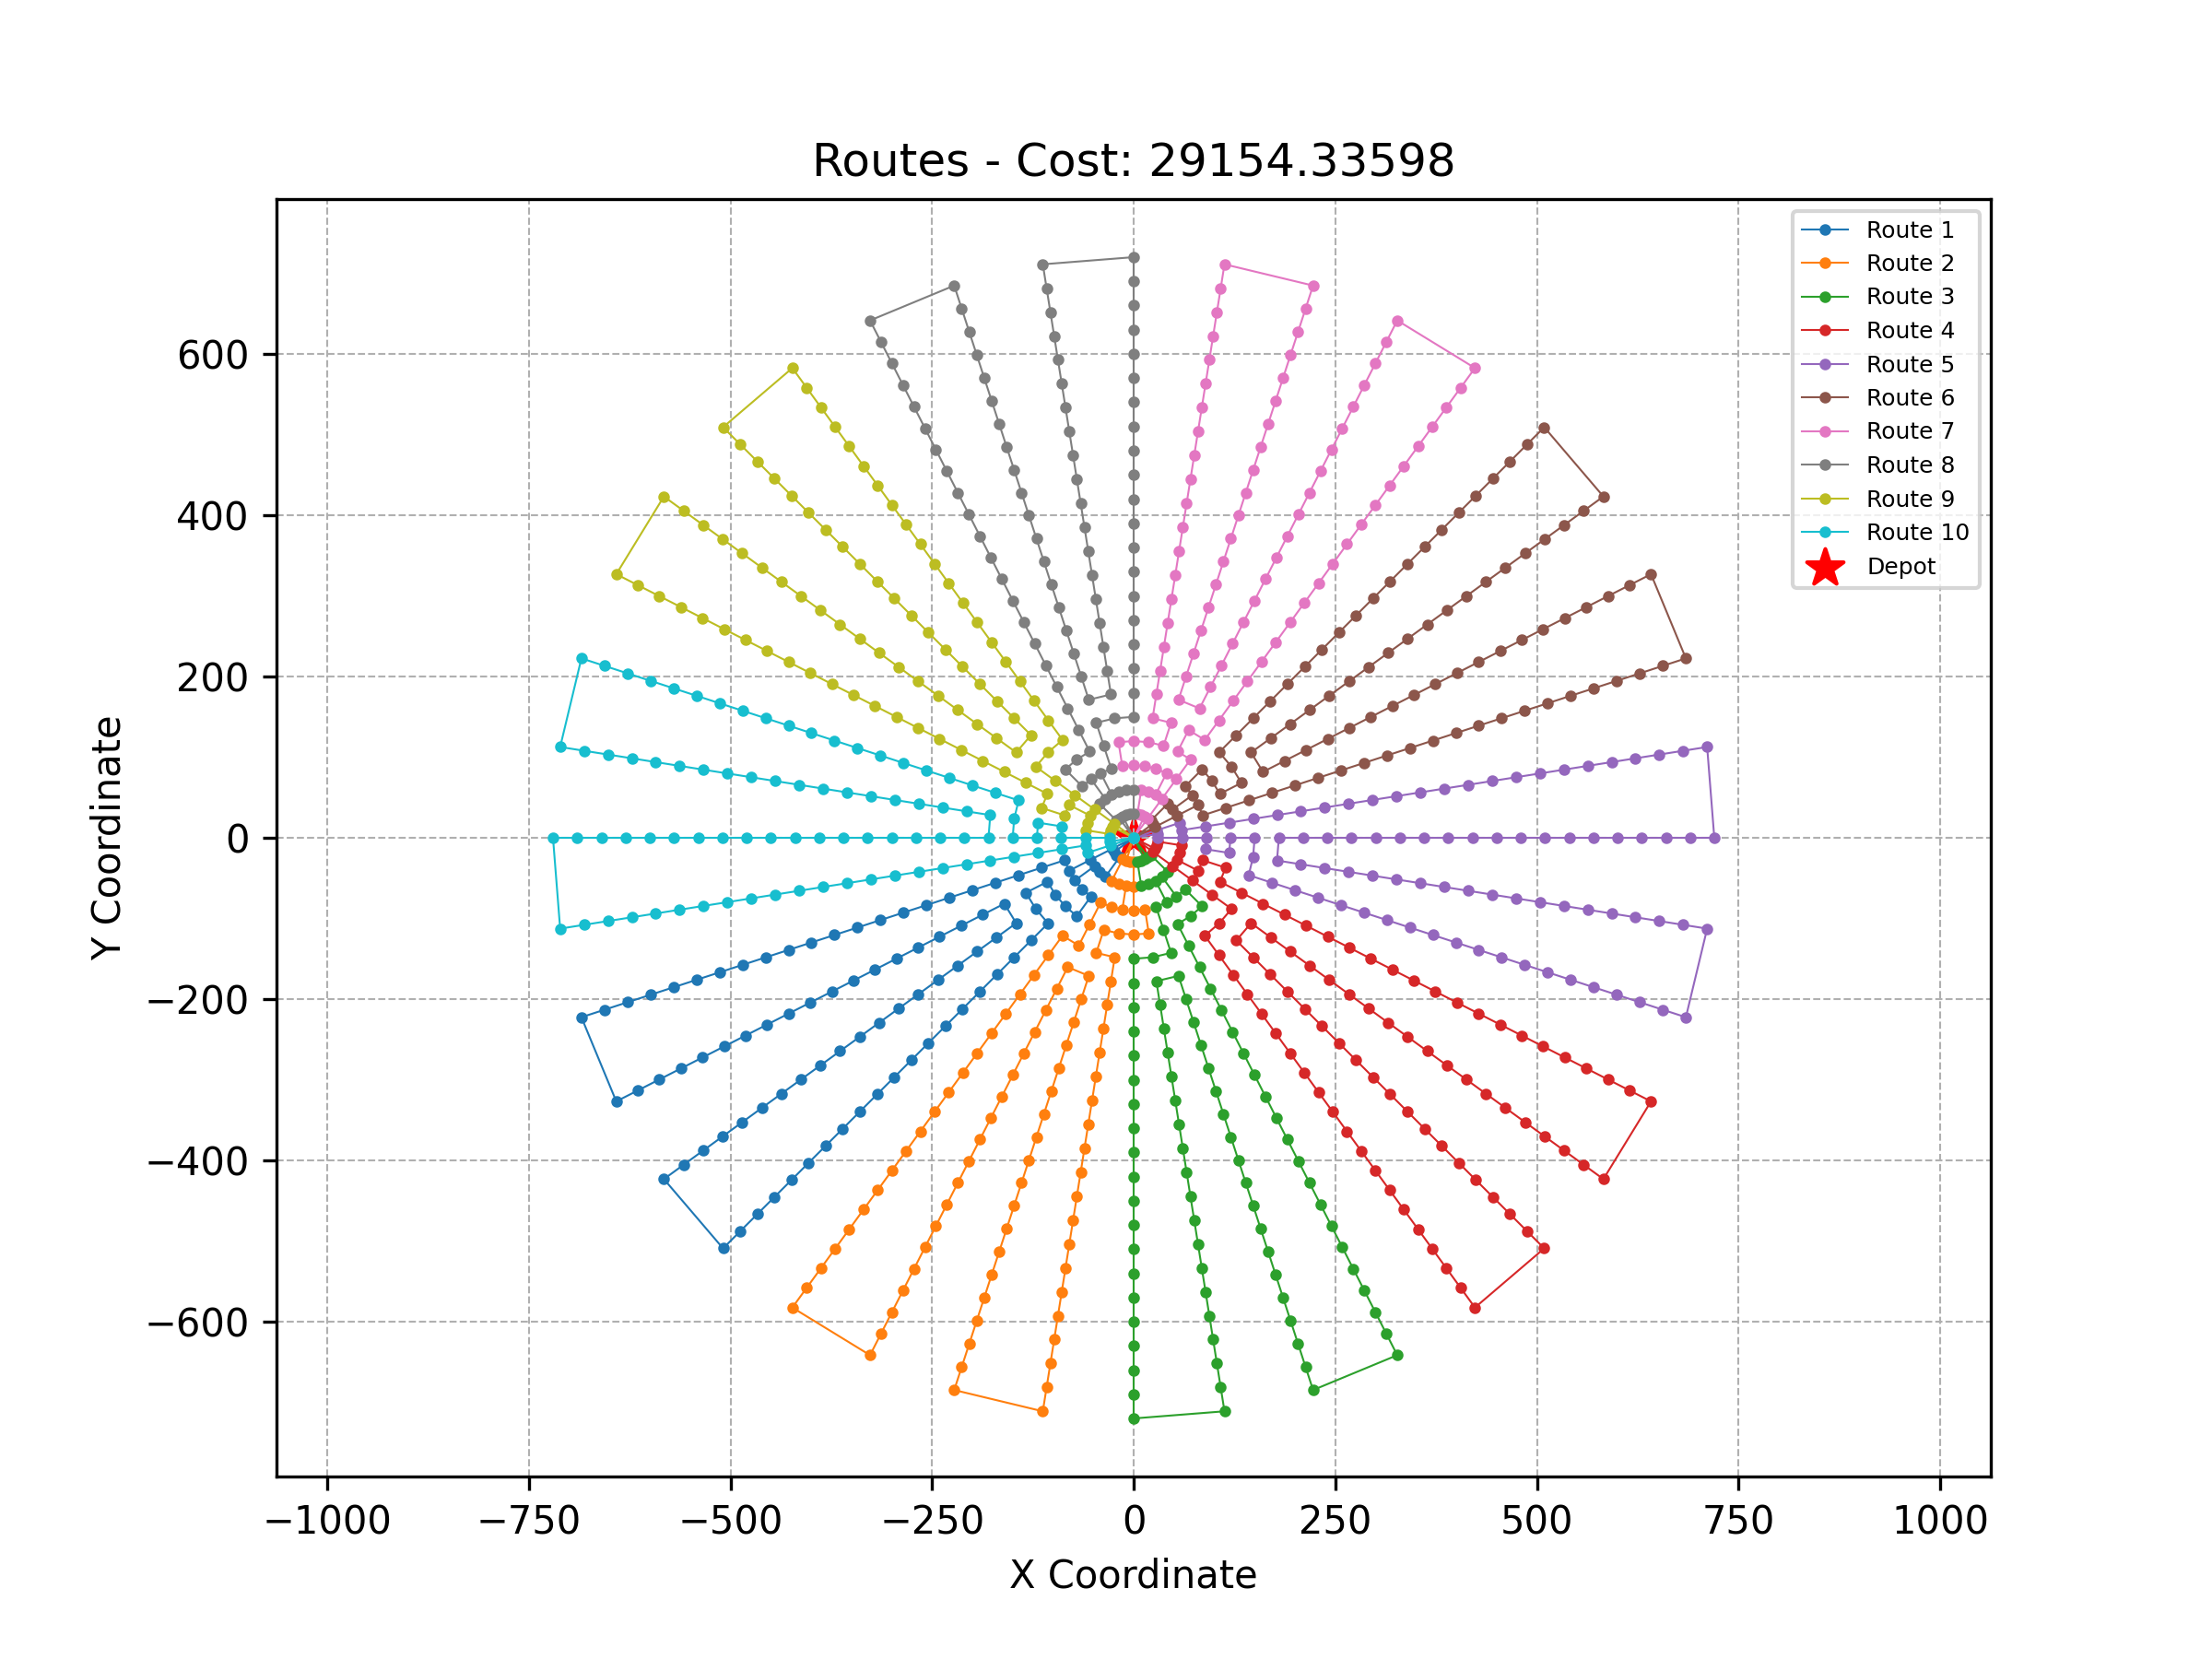 Routes - Cost: 29154.33598
Route 1
Route 2
Route 3
Route 4
Route 5
Route 6
Route 7
Route 8
Route 9
Route 10
Depot
600
400
200
0
−200
−400
−600
Y Coordinate
−1000 −750 −500 −250 0 250 500 750 1000
X Coordinate